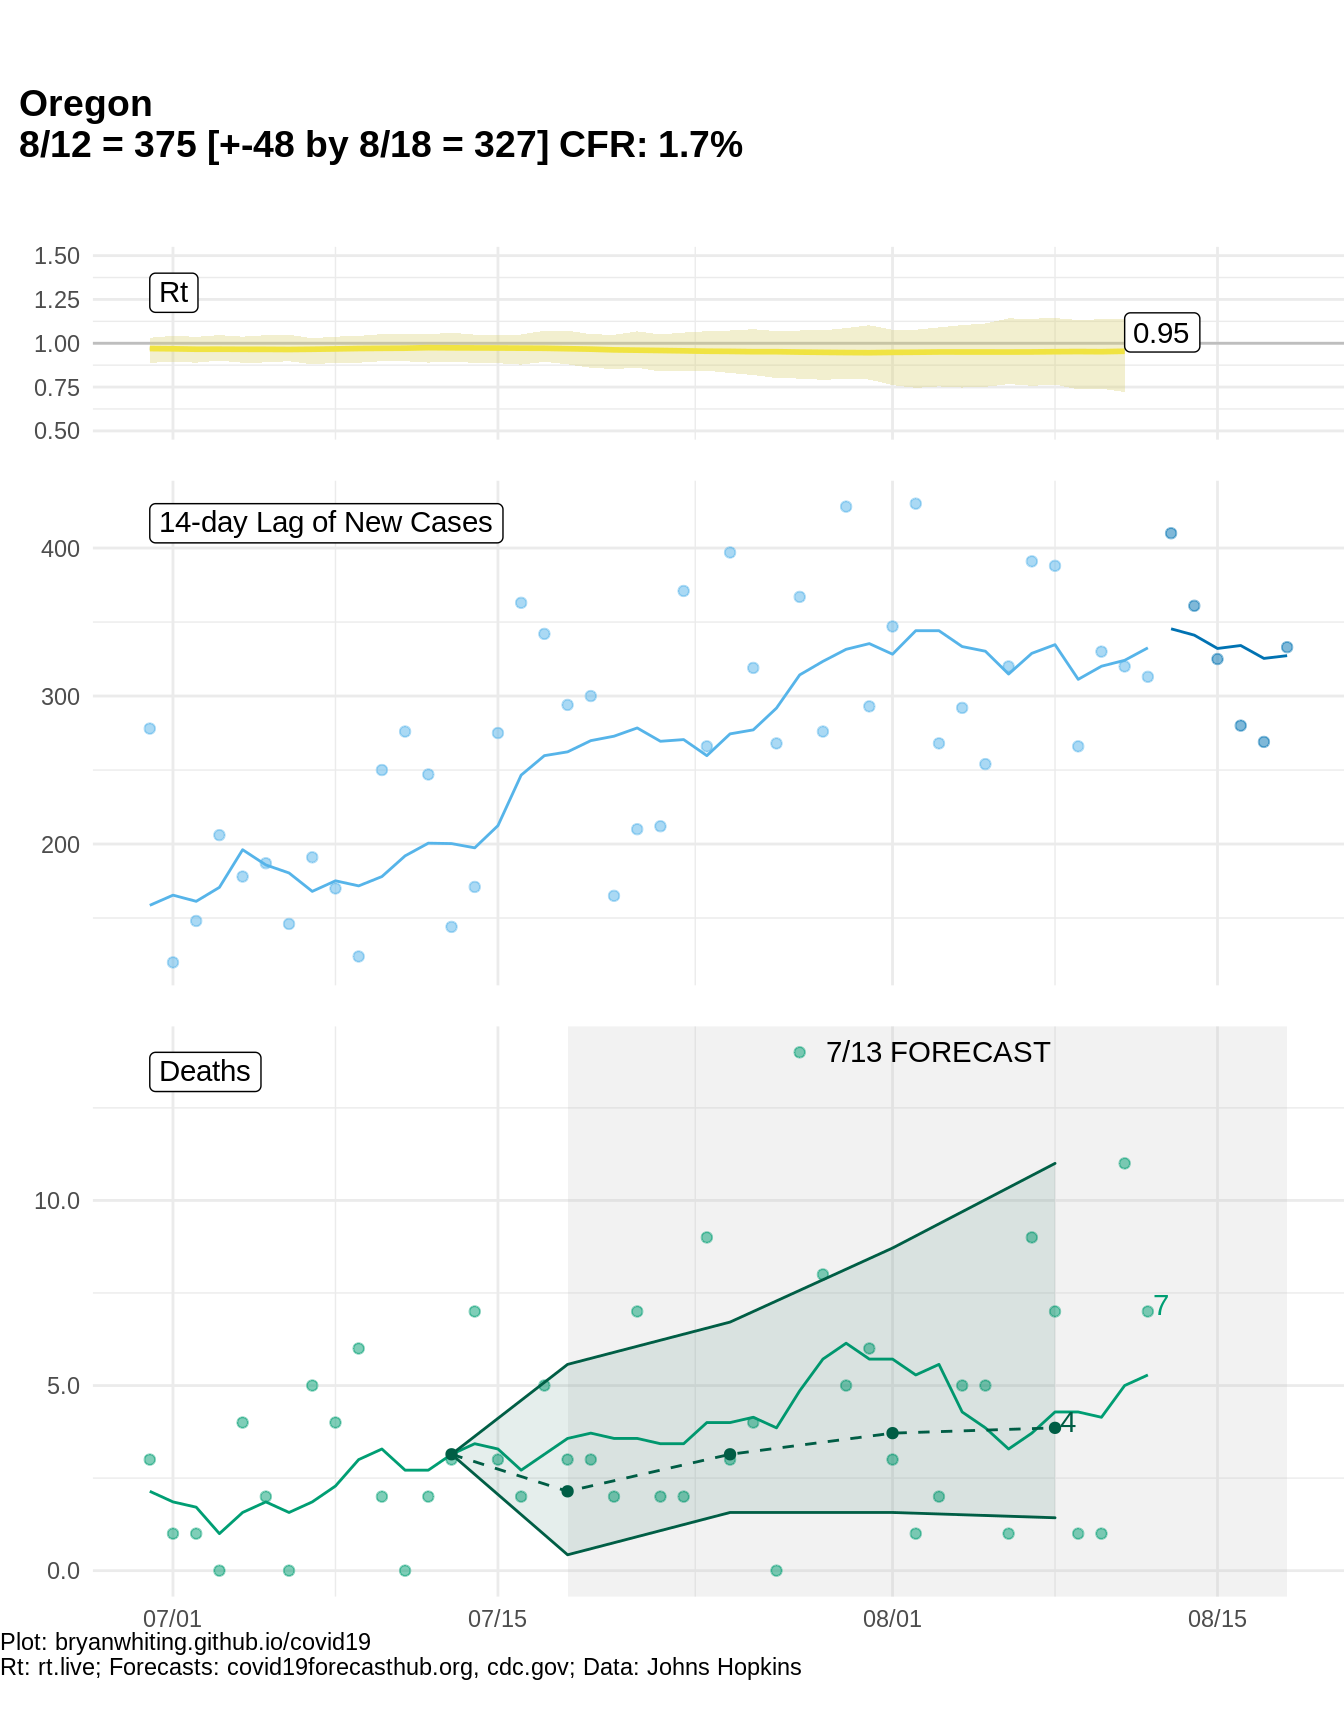 Oregon
8/12 = 375 [+-48 by 8/18 = 327] CFR: 1.7%
1.50
Rt
1.25
0.95
1.00
0.75
0.50
14-day Lag of New Cases
400
300
200
7/13 FORECAST
Deaths
10.0
7
5.0
4
0.0
07/01 07/15 08/01 08/15
Plot: bryanwhiting.github.io/covid19
Rt: rt.live; Forecasts: covid19forecasthub.org, cdc.gov; Data: Johns Hopkins